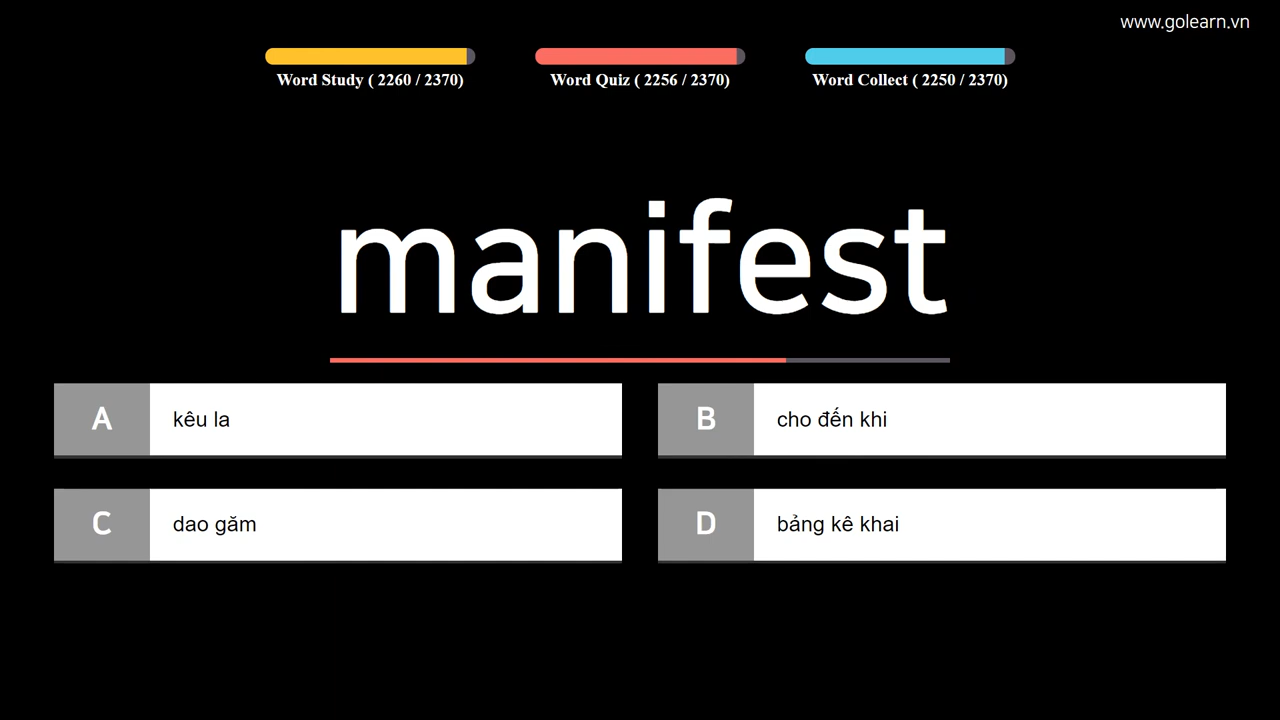 www.golearn.vn
Word Study ( 2260 / 2370)
Word Quiz ( 2256 / 2370)
Word Collect ( 2250 / 2370)
manifest
A kêu la
B cho đến khi
C dao găm
D bảng kê khai